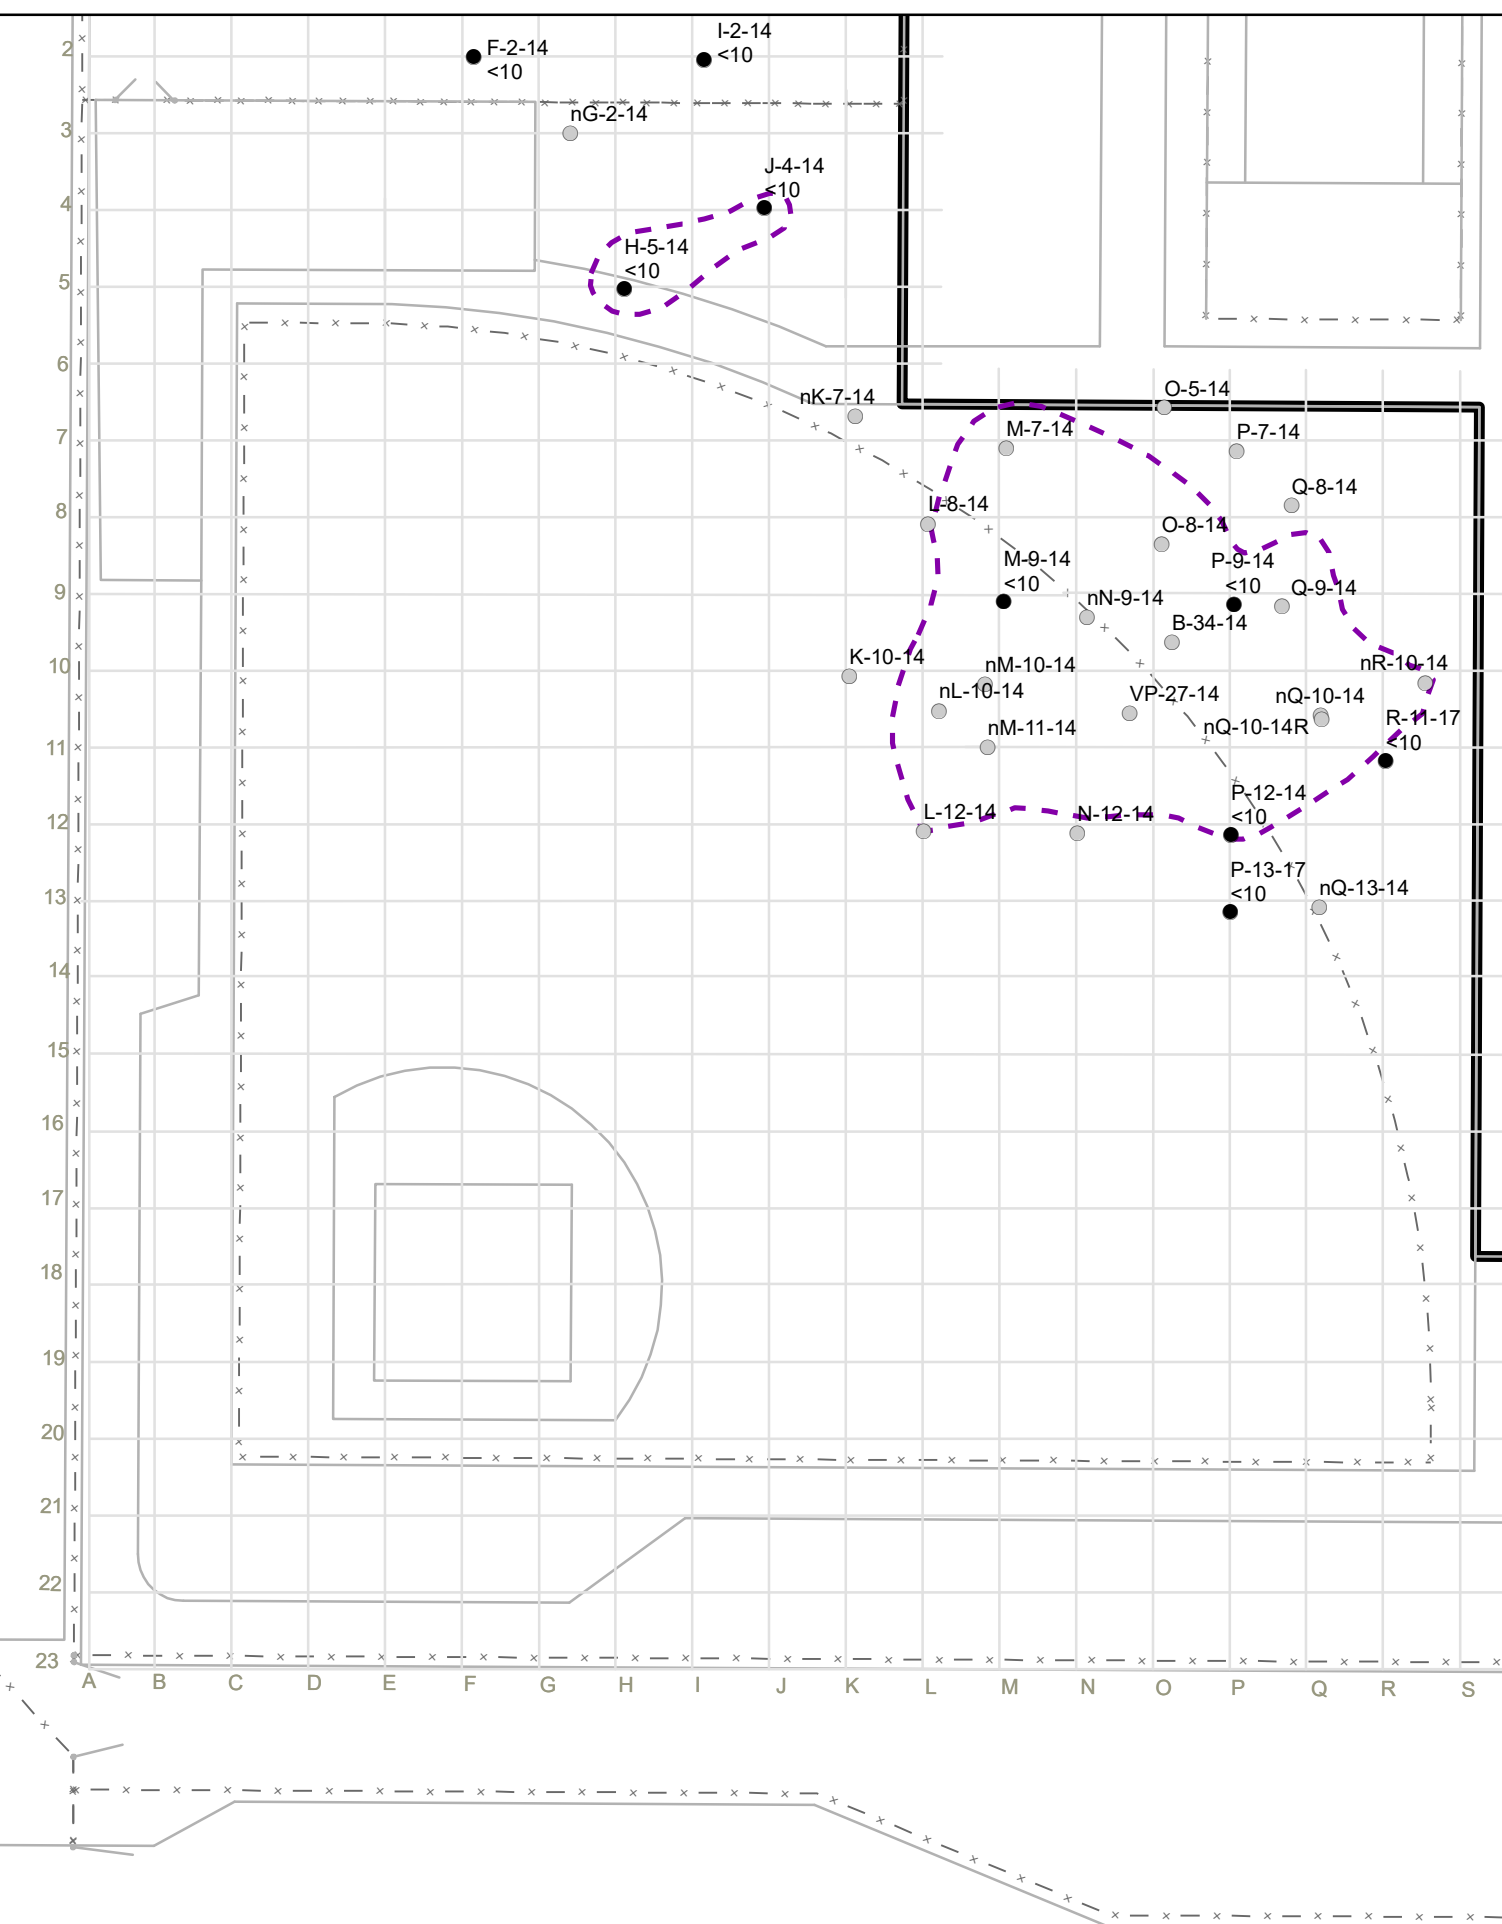 I-2-14
<10
2
F-2-14
<10
nG-2-14
3
J-4-14
<10
4
H-5-14
<10
5
6
O-5-14
nK-7-14
M-7-14
P-7-14
7
Q-8-14
L-8-14
8
O-8-14
M-9-14
<10
P-9-14
<10
Q-9-14
9
nN-9-14
B-34-14
K-10-14
nM-10-14
nR-10-14
10
nL-10-14
VP-27-14
nQ-10-14
nM-11-14
nQ-10-14R
R-11-17
<10
11
P-12-14
<10
L-12-14
N-12-14
12
P-13-17
<10
nQ-13-14
13
14
15
16
17
18
19
20
21
22
23
A B C D E F G H I J K L M N O P Q R S